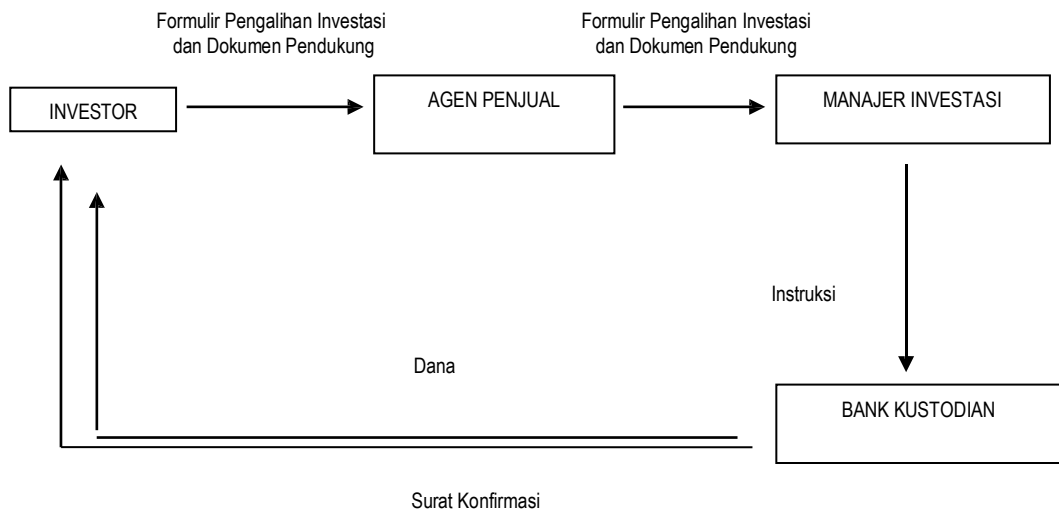 Formulir Pengalihan Investasi
dan Dokumen Pendukung
Formulir Pengalihan Investasi
dan Dokumen Pendukung
INVESTOR
AGEN PENJUAL
MANAJER INVESTASI
Instruksi
Dana
BANK KUSTODIAN
Surat Konfirmasi